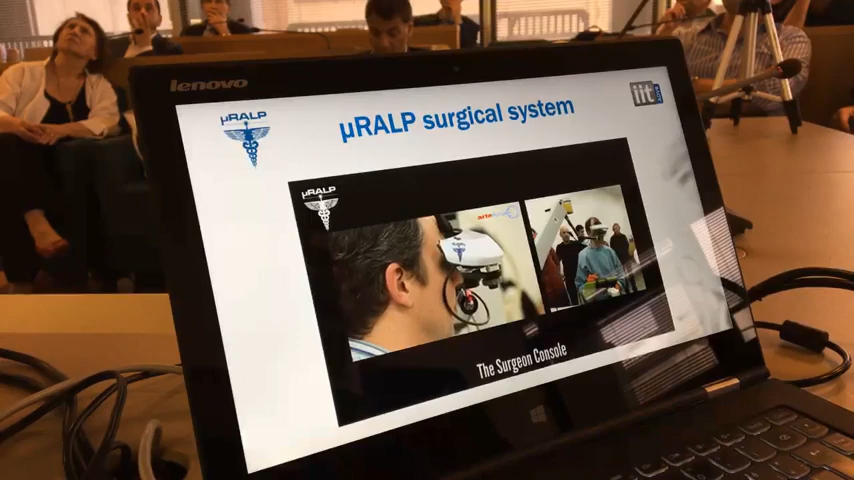 lenovo
µRALP
µRALP surgical system
iit
µRALP
arte
The Surgeon Console